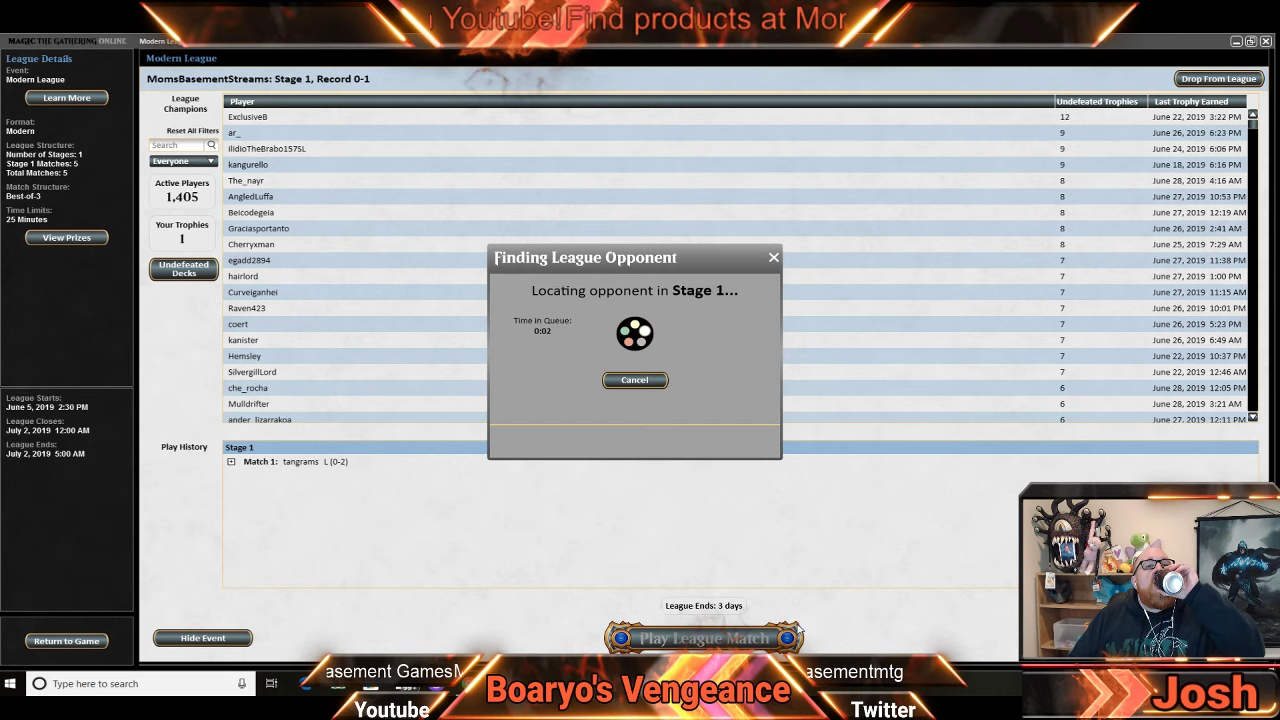 Youtube! Find products at Mor
MAGIC THE GATHERING ONLINE
Modern Le
League Details
Event:
Modern League
Learn More
Format:
Modern
League Structure:
Number of Stages: 1
Stage 1 Matches: 5
Total Matches: 5
Match Structure:
Best-of-3
Time Limits:
25 Minutes
View Prizes
League Starts:
June 5, 2019 2:30 PM
League Closes:
July 2, 2019 12:00 AM
League Ends:
July 2, 2019 5:00 AM
Return to Game
Modern League
MomsBasementStreams: Stage 1, Record 0-1
Drop From League
League Champions
Reset All Filters
Search
Everyone
Active Players
1,405
Your Trophies
1
Undefeated Decks
Player Undefeated Trophies Last Trophy Earned
ExclusiveB 12 June 22, 2019 3:22 PM
ar_ 9 June 26, 2019 6:23 PM
ilidioTheBrabo157SL 9 June 24, 2019 6:06 PM
kangurello 9 June 18, 2019 6:16 PM
The_nayr 8 June 28, 2019 4:16 AM
AngledLuffa 8 June 27, 2019 10:53 PM
Beicodegeia 8 June 27, 2019 12:19 AM
Graciasportanto 8 June 26, 2019 2:41 AM
Cherryxman 8 June 25, 2019 7:29 AM
egadd2894 7 June 27, 2019 11:38 PM
hairlord 7 June 27, 2019 1:00 PM
Curveiganhei 7 June 27, 2019 11:15 AM
Raven423 7 June 26, 2019 10:01 PM
coert 7 June 26, 2019 5:23 PM
kanister 7 June 26, 2019 6:49 AM
Hemsley 7 June 22, 2019 10:37 PM
SilvergillLord 7 June 22, 2019 12:46 AM
che_rocha 6 June 28, 2019 12:05 PM
Mulldrifter 6 June 28, 2019 3:21 AM
ander_lizarrakoa 6 June 27, 2019 12:11 PM
Finding League Opponent
Locating opponent in Stage 1...
Time in Queue:
0:02
Cancel
Play History
Stage 1
Match 1: tangrams L (0-2)
League Ends: 3 days
Hide Event
Play League Match
Type here to search
asement GamesM
asementmtg
Boaryo's Vengeance
Josh
Youtube
Twitter